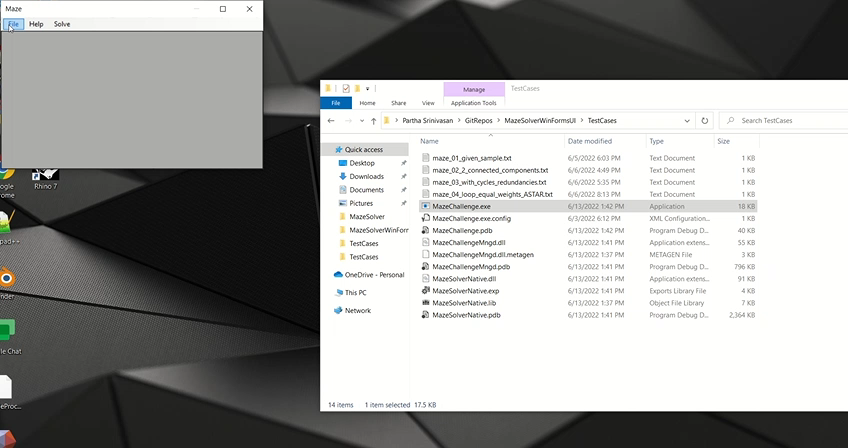 Maze
File Help Solve
oogle
rome
Rhino 7
pad++
nder
le Chat
eProc...
Manage
TestCases
File Home Share View Application Tools
Partha Srinivasan > GitRepos > MazeSolverWinFormsUI > TestCases
Search TestCases
Name Date modified Type Size
Quick access
Desktop
Downloads
Documents
Pictures
MazeSolver
MazeSolverWinForm
TestCases
TestCases
OneDrive - Personal
This PC
Network
maze_01_given_sample.txt 6/5/2022 6:03 PM Text Document 1 KB
maze_02_2_connected_components.txt 6/6/2022 4:49 PM Text Document 1 KB
maze_03_with_cycles_redundancies.txt 6/6/2022 5:35 PM Text Document 1 KB
maze_04_loop_equal_weights_ASTAR.txt 6/6/2022 8:13 PM Text Document 1 KB
MazeChallenge.exe 6/13/2022 1:42 PM Application 18 KB
MazeChallenge.exe.config 6/3/2022 6:12 PM XML Configuration... 1 KB
MazeChallenge.pdb 6/13/2022 1:42 PM Program Debug D... 40 KB
MazeChallengeMngd.dll 6/13/2022 1:41 PM Application extens... 55 KB
MazeChallengeMngd.dll.metagen 6/13/2022 1:37 PM METAGEN File 3 KB
MazeChallengeMngd.pdb 6/13/2022 1:41 PM Program Debug D... 796 KB
MazeSolverNative.dll 6/13/2022 1:41 PM Application extens... 91 KB
MazeSolverNative.exp 6/13/2022 1:41 PM Exports Library File 4 KB
MazeSolverNative.lib 6/13/2022 1:37 PM Object File Library 7 KB
MazeSolverNative.pdb 6/13/2022 1:41 PM Program Debug D... 2,364 KB
14 items 1 item selected 17.5 KB